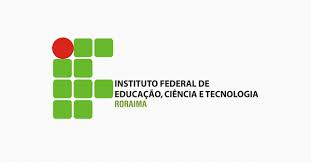 INSTITUTO FEDERAL DE
EDUCAÇÃO, CIÊNCIA E TECNOLOGIA
RORAIMA